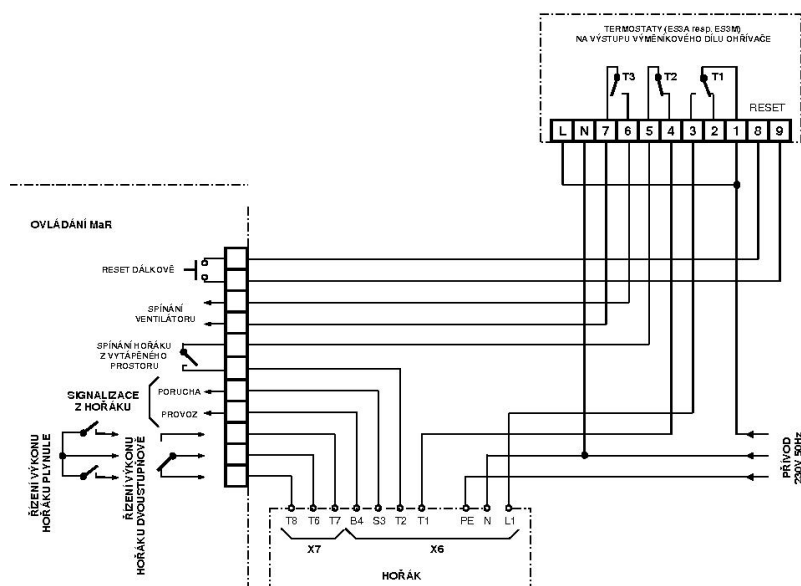 TERMOSTATY (ES3A resp. ES3M)
NA VÝSTUPU VÝMĚNÍKOVÉHO DÍLU OHŘÍVAČE
T3
T2
T1
RESET
L N 7 6 5 4 3 2 1 8 9
OVLÁDÁNÍ MaR
RESET DÁLKOVĚ
SPÍNÁNÍ
VENTILÁTORU
SPÍNÁNÍ HOŘÁKU
Z VYTÁPĚNÉHO
PROSTORU
SIGNALIZACE
Z HOŘÁKU
PORUCHA
PROVOZ
ŘÍZENÍ VÝKONU
HOŘÁKU PLYNULE
ŘÍZENÍ VÝKONU
HOŘÁKU DVOUSTUPŇOVĚ
PŘÍVOD
230V 50Hz
T8 T6 T7 B4 S3 T2 T1 PE N L1
X7
X6
HOŘÁK